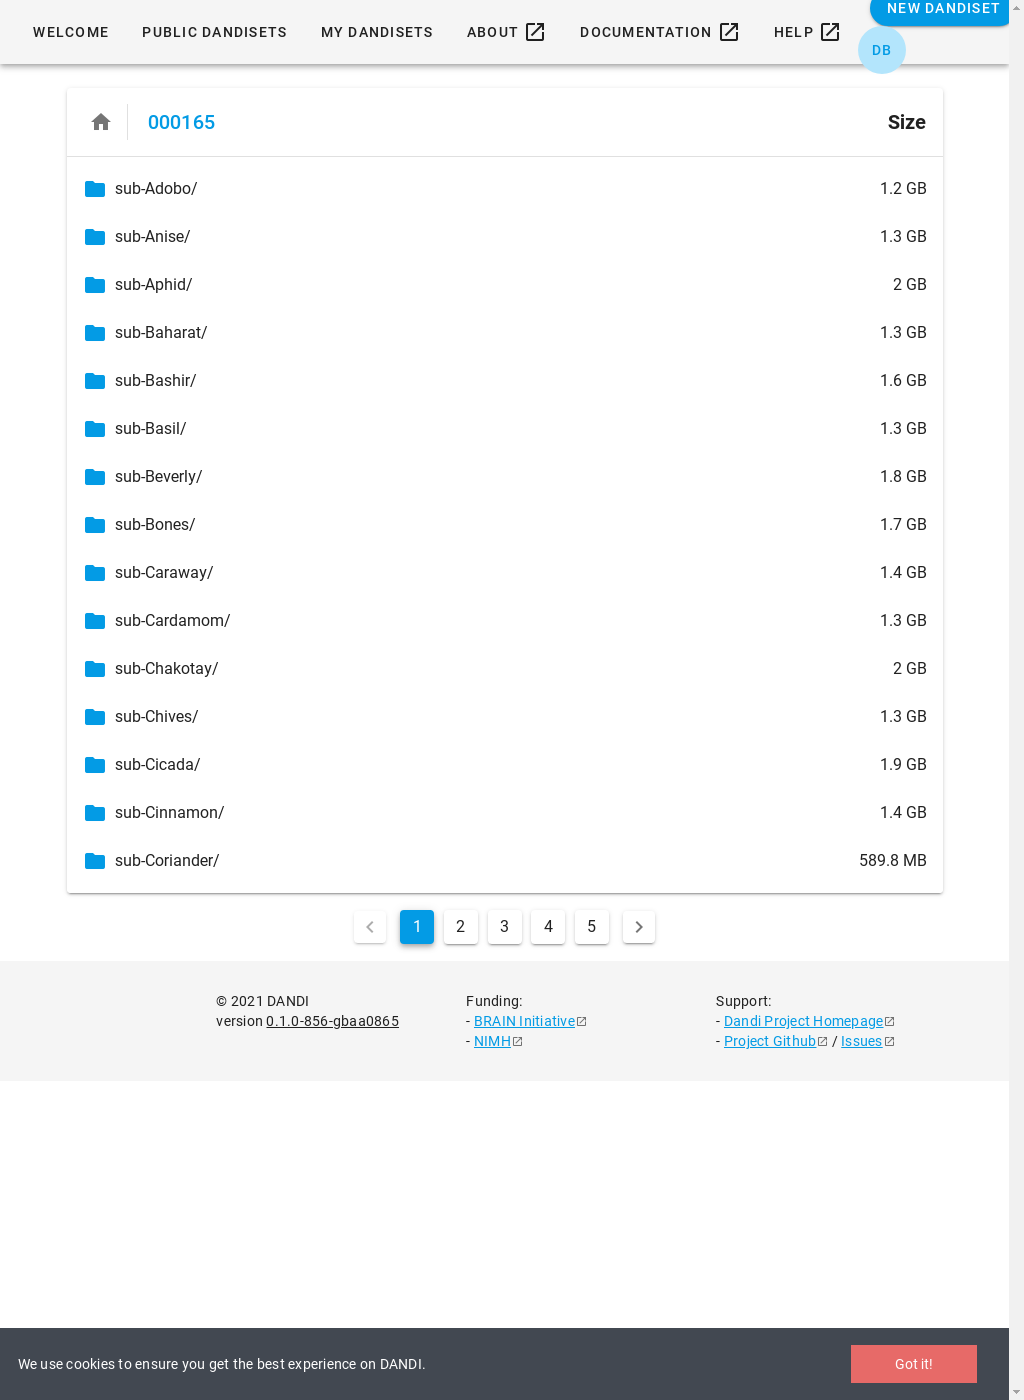 WELCOME PUBLIC DANDISETS MY DANDISETS ABOUT DOCUMENTATION HELP NEW DANDISET
DB
000165 Size
sub-Adobo/ 1.2 GB
sub-Anise/ 1.3 GB
sub-Aphid/ 2 GB
sub-Baharat/ 1.3 GB
sub-Bashir/ 1.6 GB
sub-Basil/ 1.3 GB
sub-Beverly/ 1.8 GB
sub-Bones/ 1.7 GB
sub-Caraway/ 1.4 GB
sub-Cardamom/ 1.3 GB
sub-Chakotay/ 2 GB
sub-Chives/ 1.3 GB
sub-Cicada/ 1.9 GB
sub-Cinnamon/ 1.4 GB
sub-Coriander/ 589.8 MB
1 2 3 4 5
© 2021 DANDI
version 0.1.0-856-gbaa0865
Funding:
- BRAIN Initiative
- NIMH
Support:
- Dandi Project Homepage
- Project Github / Issues
We use cookies to ensure you get the best experience on DANDI. Got it!